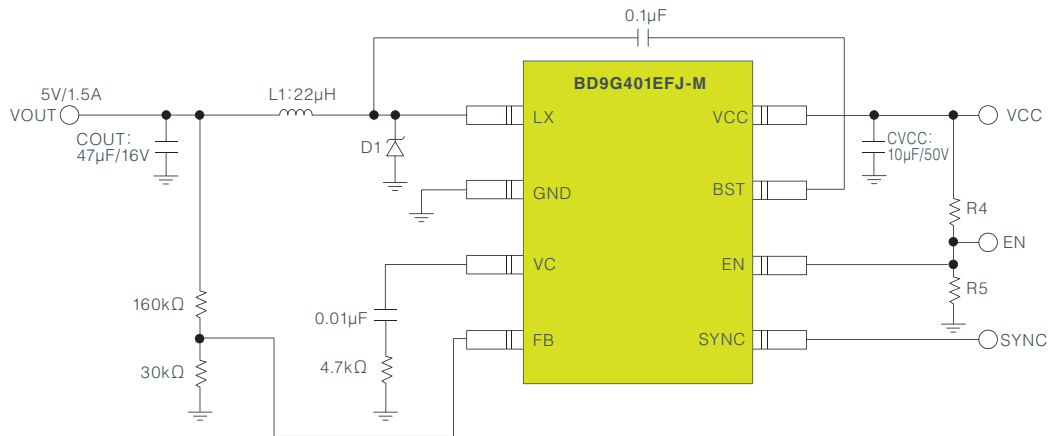 0.1μF
BD9G401EFJ-M
5V/1.5A
VOUT
L1:22μH
LX
VCC
VCC
COUT:
47μF/16V
D1
CVCC:
10μF/50V
GND
BST
R4
EN
VC
EN
R5
160kΩ
0.01μF
FB
SYNC
SYNC
30kΩ
4.7kΩ